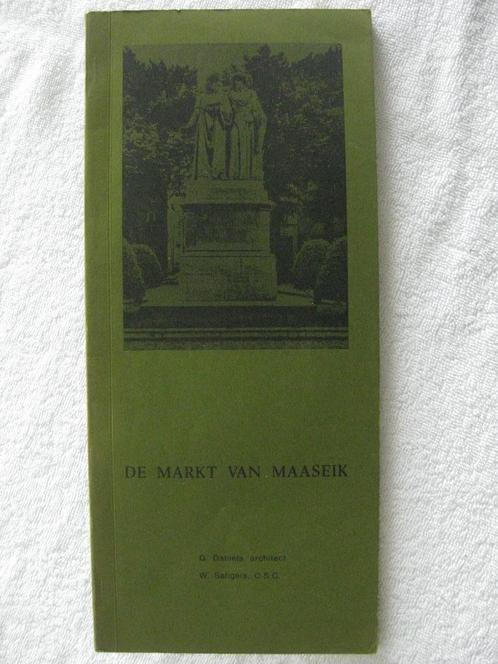 DE MARKT VAN MAASEIK
G. Daniels architect
W. Sangers, O.S.C.